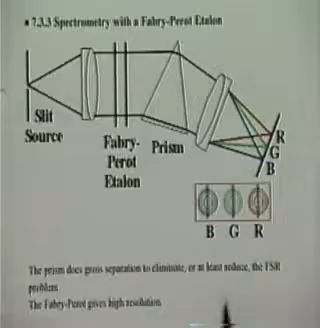 ▪ 7.3.3 Spectrometry with a Fabry-Perot Etalon
Slit
Source
Fabry-
Perot
Etalon
Prism
R
G
B
B G R
The prism does gross separation to eliminate, or at least reduce, the FSR
problem.
The Fabry-Perot gives high resolution.